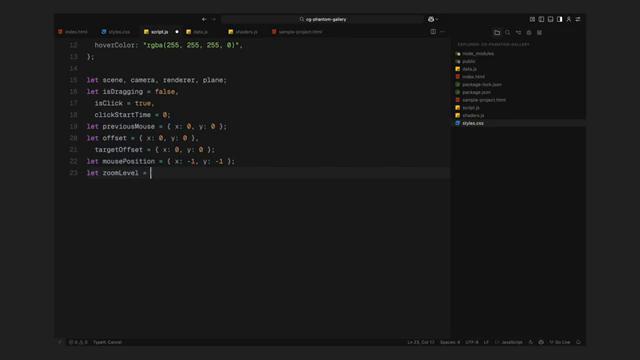 cg-phantom-gallery
index.html
styles.css
script.js
data.js
shaders.js
sample-project.html
EXPLORER: CG-PHANTOM-GALLERY
12 hoverColor: "rgba(255, 255, 255, 0)",
13 };
14
15 let scene, camera, renderer, plane;
16 let isDragging = false,
17 isClick = true,
18 clickStartTime = 0;
19 let previousMouse = { x: 0, y: 0 };
20 let offset = { x: 0, y: 0 },
21 targetOffset = { x: 0, y: 0 };
22 let mousePosition = { x: -1, y: -1 };
23 let zoomLevel =
node_modules
public
data.js
index.html
package-lock.json
package.json
sample-project.html
script.js
shaders.js
styles.css
0 0
Ln 23, Col 17
Spaces: 4
UTF-8
LF
JavaScript
Go Live